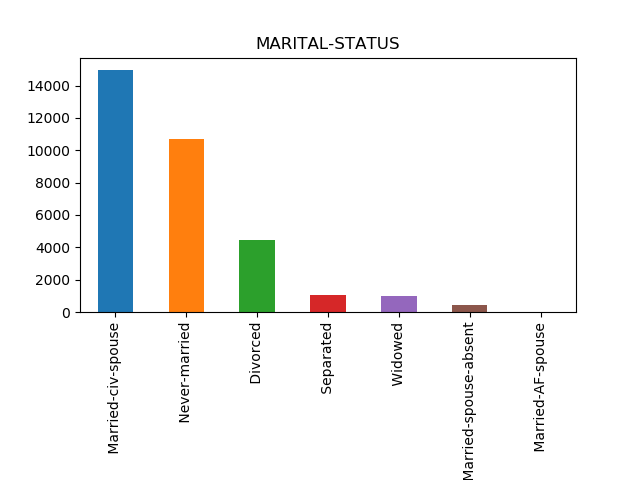 MARITAL-STATUS
14000
12000
10000
8000
6000
4000
2000
0
Married-civ-spouse
Never-married
Divorced
Separated
Widowed
Married-spouse-absent
Married-AF-spouse